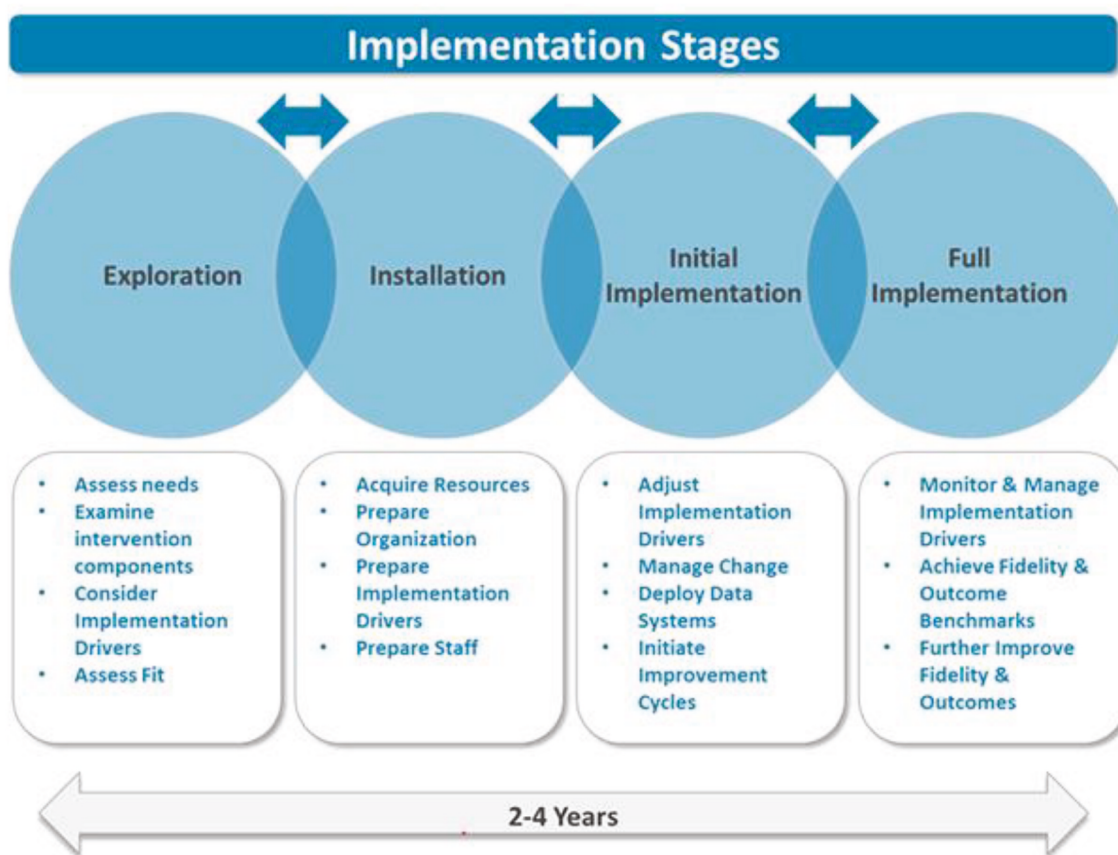 Implementation Stages
Exploration
Installation
Initial
Implementation
Full
Implementation
• Assess needs
• Examine
intervention
components
• Consider
Implementation
Drivers
• Assess Fit
• Acquire Resources
• Prepare
Organization
• Prepare
Implementation
Drivers
• Prepare Staff
• Adjust
Implementation
Drivers
• Manage Change
• Deploy Data
Systems
• Initiate
Improvement
Cycles
• Monitor & Manage
Implementation
Drivers
• Achieve Fidelity &
Outcome
Benchmarks
• Further Improve
Fidelity &
Outcomes
2-4 Years